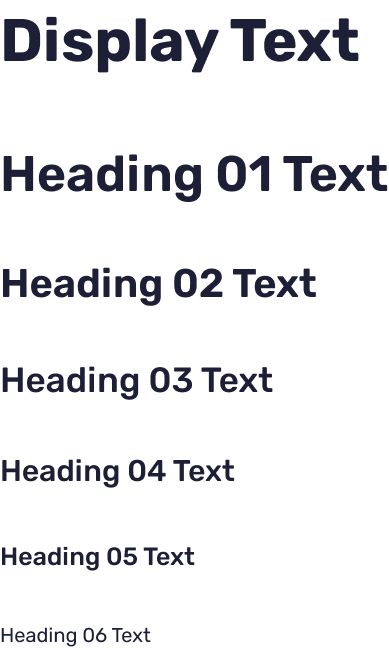 Display Text
Heading 01 Text
Heading 02 Text
Heading 03 Text
Heading 04 Text
Heading 05 Text
Heading 06 Text